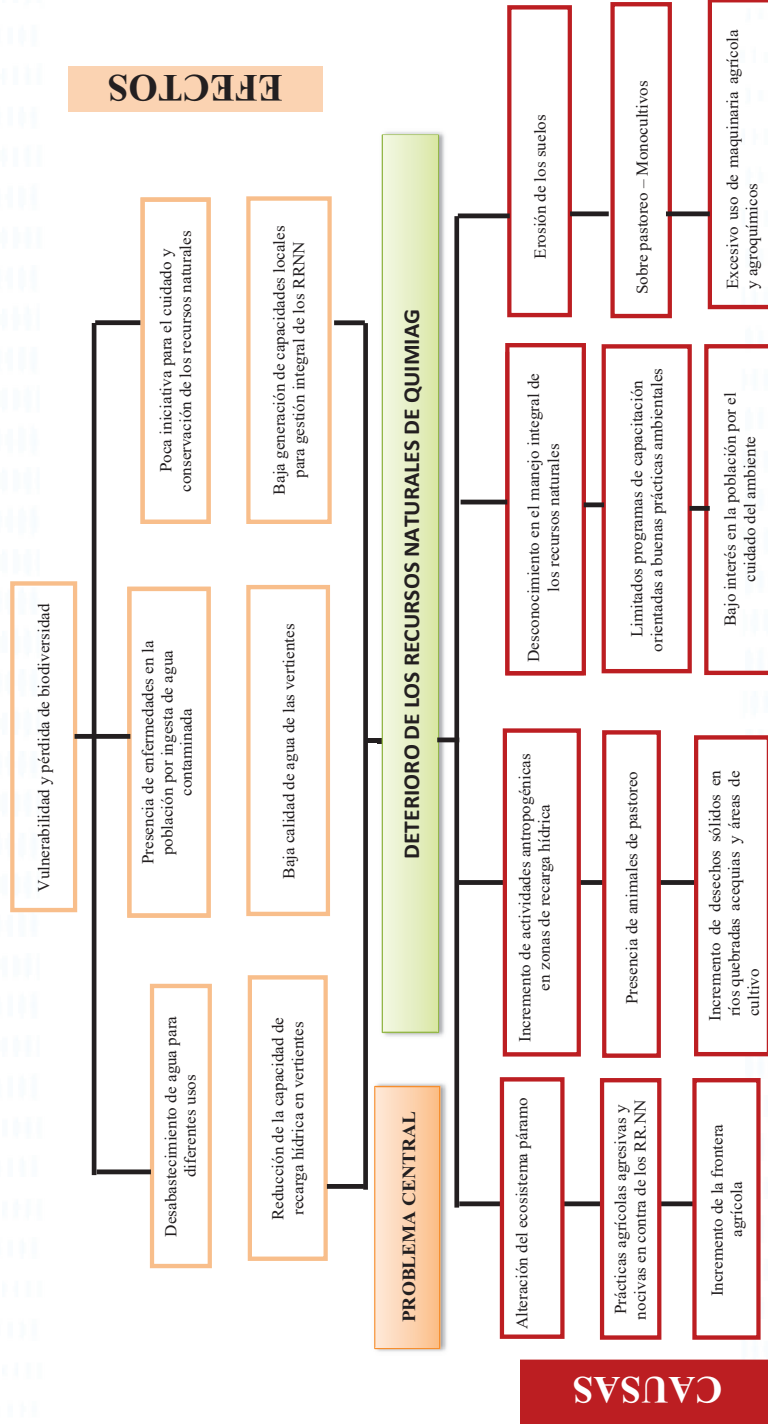 EFECTOS
Vulnerabilidad y pérdida de biodiversidad
Desabastecimiento de agua para
diferentes usos
Presencia de enfermedades en la
población por ingesta de agua
contaminada
Poca iniciativa para el cuidado y
conservación de los recursos naturales
Reducción de la capacidad de
recarga hídrica en vertientes
Baja calidad de agua de las vertientes
Baja generación de capacidades locales
para gestión integral de los RRNN
PROBLEMA CENTRAL
DETERIORO DE LOS RECURSOS NATURALES DE QUIMIAG
CAUSAS
Alteración del ecosistema páramo
Prácticas agrícolas agresivas y
nocivas en contra de los RR.NN
Incremento de la frontera
agrícola
Incremento de actividades antropogénicas
en zonas de recarga hídrica
Presencia de animales de pastoreo
Incremento de desechos sólidos en
ríos quebradas acequias y áreas de
cultivo
Desconocimiento en el manejo integral de
los recursos naturales
Limitados programas de capacitación
orientadas a buenas prácticas ambientales
Bajo interés en la población por el
cuidado del ambiente
Erosión de los suelos
Sobre pastoreo – Monocultivos
Excesivo uso de maquinaria agrícola
y agroquímicos